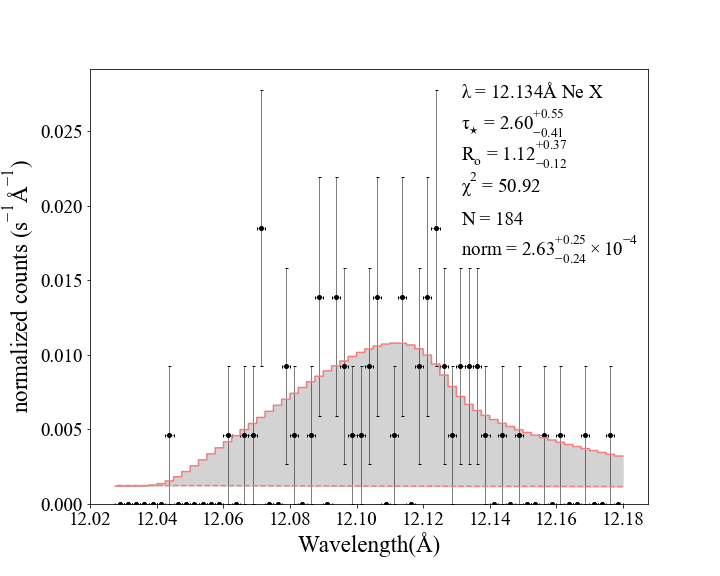 λ = 12.134Å Ne X
τ⋆ = 2.60 +0.55 −0.41
Rₒ = 1.12 +0.37 −0.12
χ² = 50.92
N = 184
norm = 2.63 +0.25 −0.24 × 10⁻⁴
normalized counts (s⁻¹ Å⁻¹)
0.025
0.020
0.015
0.010
0.005
0.000
12.02 12.04 12.06 12.08 12.10 12.12 12.14 12.16 12.18
Wavelength(Å)